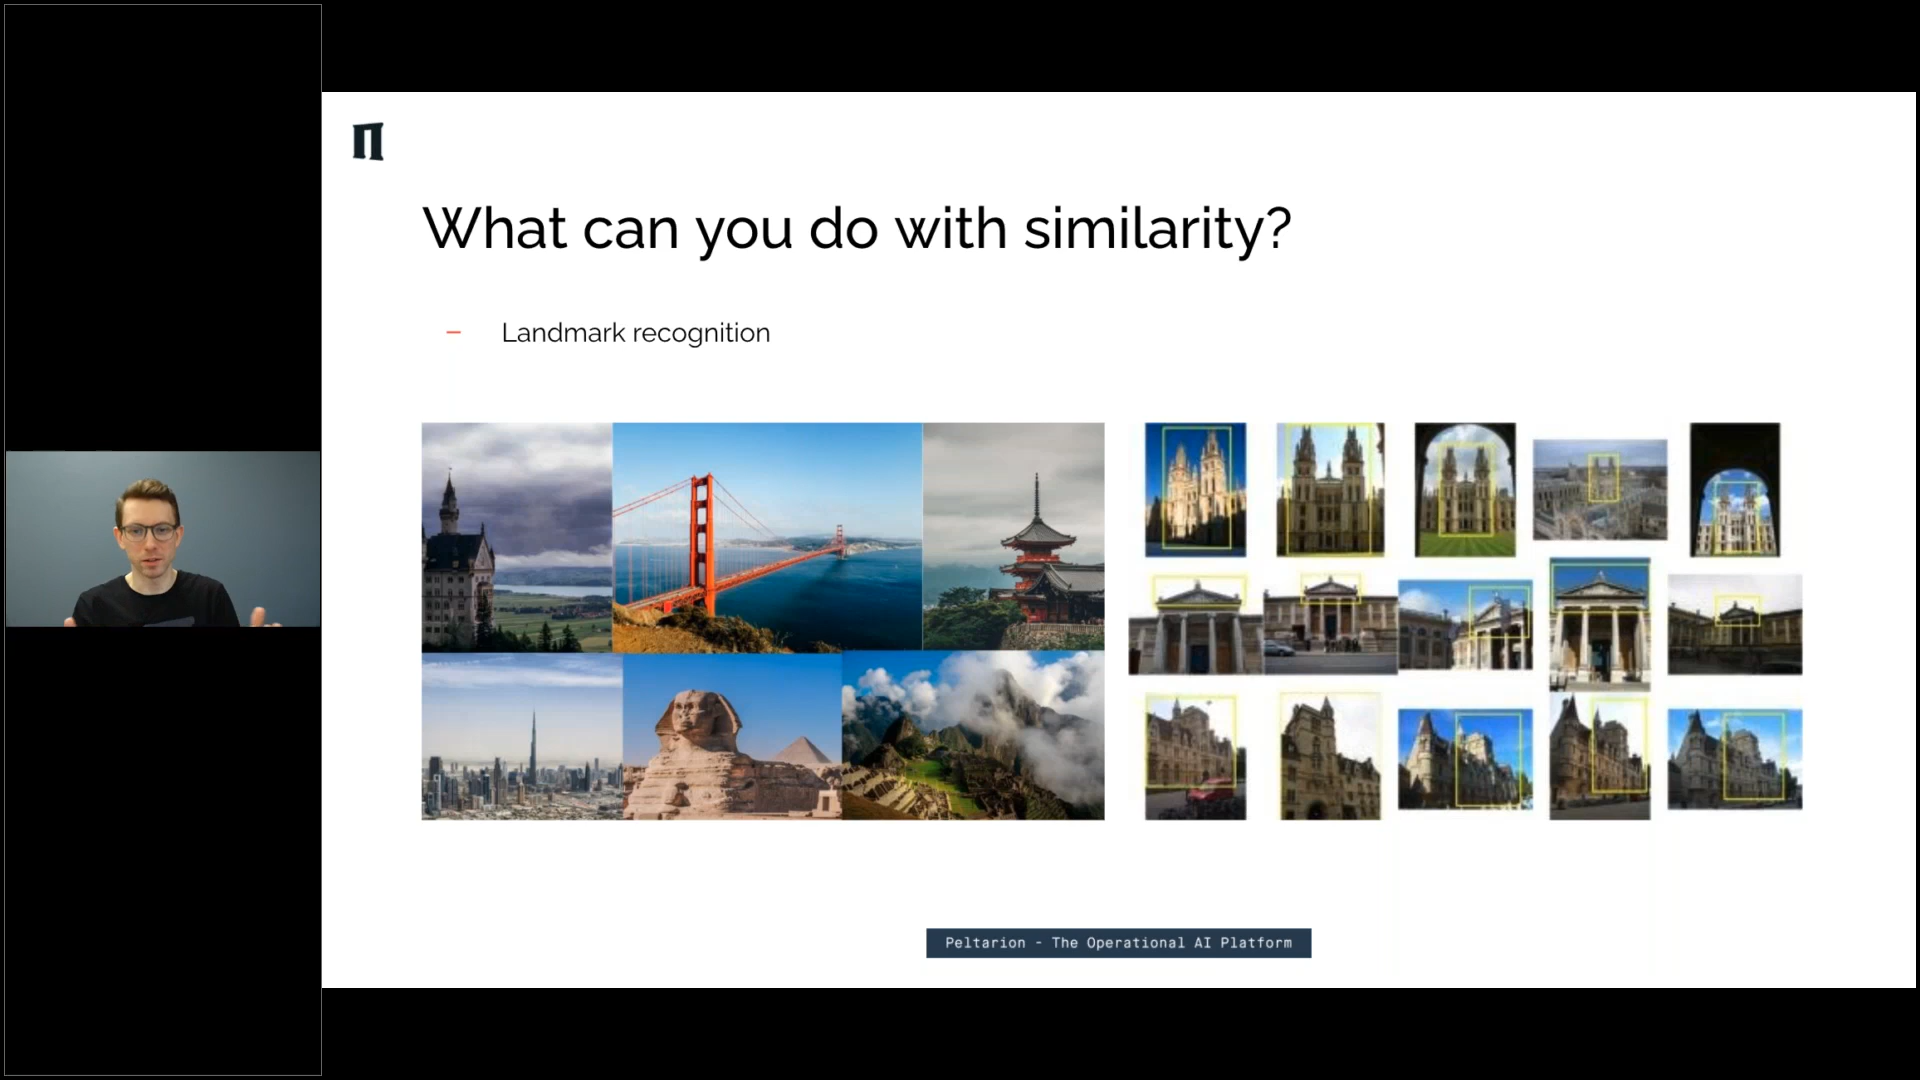 What can you do with similarity?
– Landmark recognition
Peltarion - The Operational AI Platform